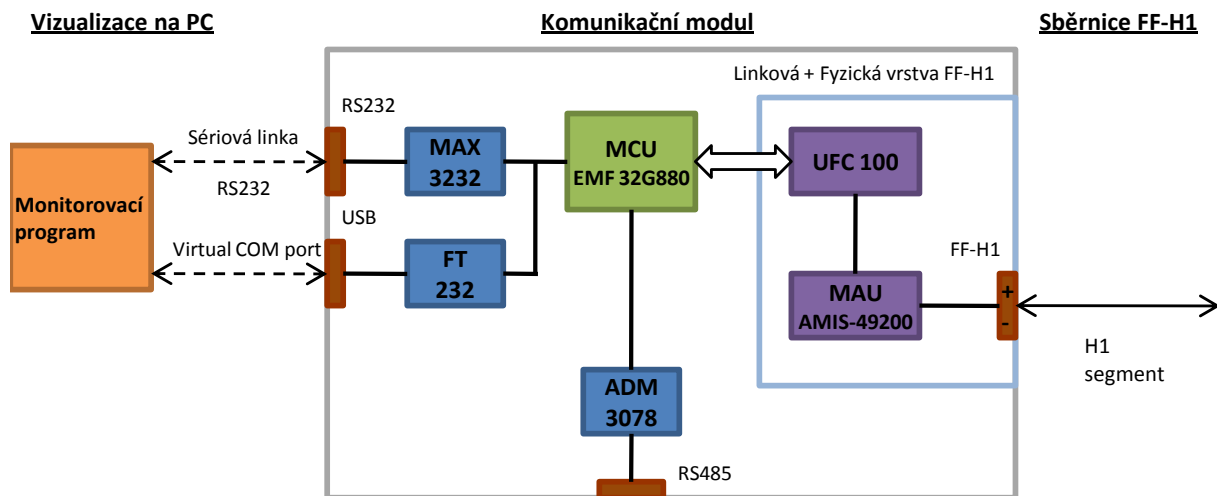 Vizualizace na PC
Komunikační modul
Sběrnice FF-H1
Linková + Fyzická vrstva FF-H1
RS232
Sériová linka
RS232
MAX
3232
MCU
EMF 32G880
UFC 100
Monitorovací
program
USB
Virtual COM port
FT
232
FF-H1
MAU
AMIS-49200
+
-
H1
segment
ADM
3078
RS485